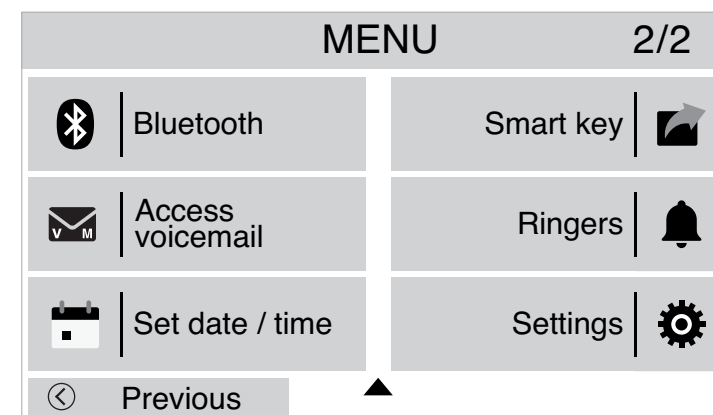 MENU 2/2
Bluetooth
Smart key
Access
voicemail
V M
Ringers
Set date / time
Settings
Previous